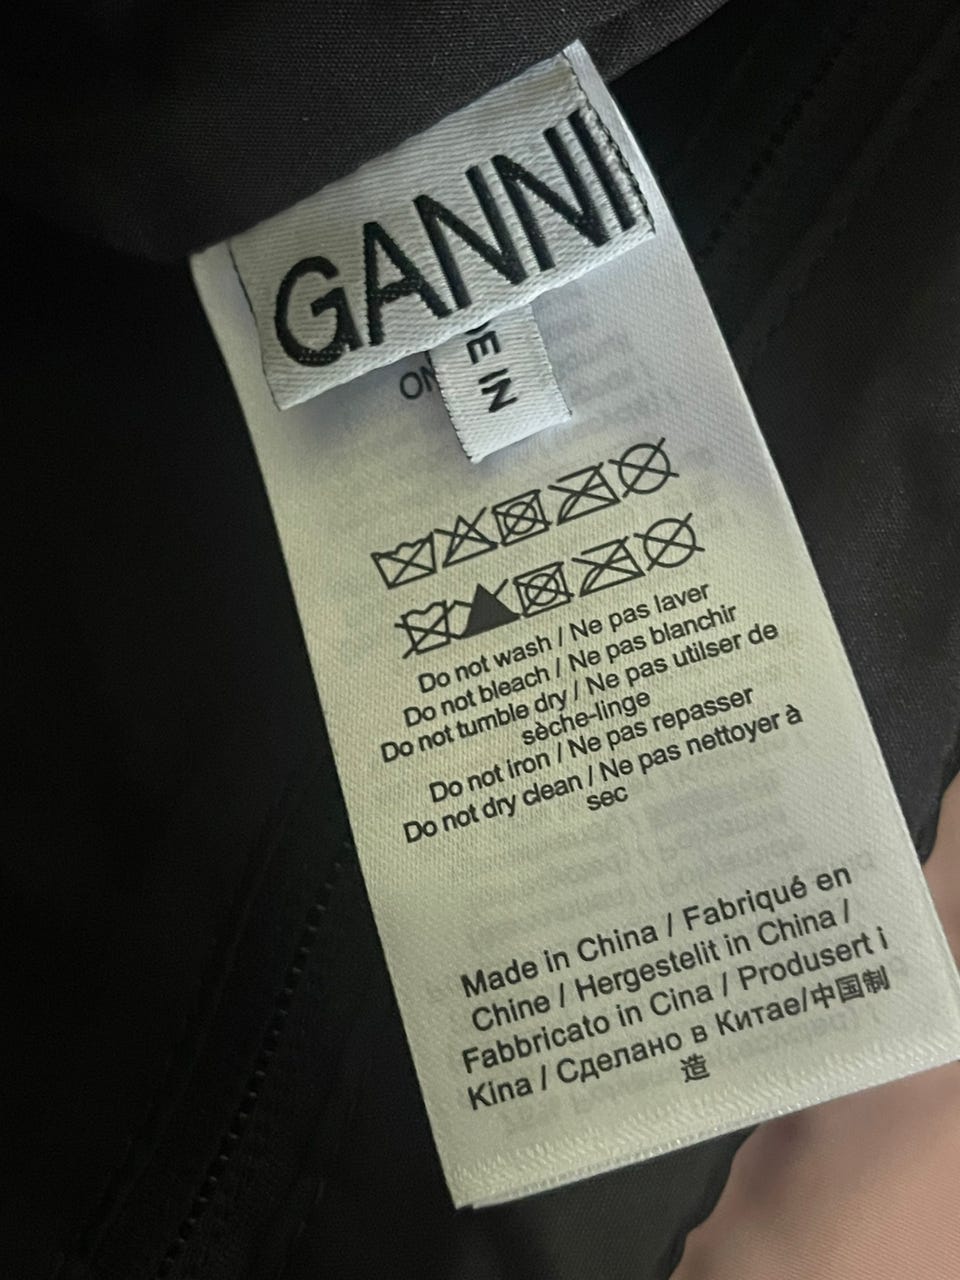 GANNI
ON
DE IN
Do not wash / Ne pas laver
Do not bleach / Ne pas blanchir
Do not tumble dry / Ne pas utilser de
sèche-linge
Do not iron / Ne pas repasser
Do not dry clean / Ne pas nettoyer à
sec
Made in China / Fabriqué en
Chine / Hergestelit in China /
Fabbricato in Cina / Produsert i
Kina / Сделано в Китае/中国制
造